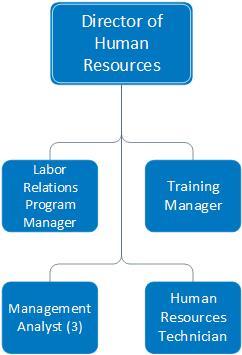 Director of
Human
Resources
Labor
Relations
Program
Manager
Training
Manager
Management
Analyst (3)
Human
Resources
Technician